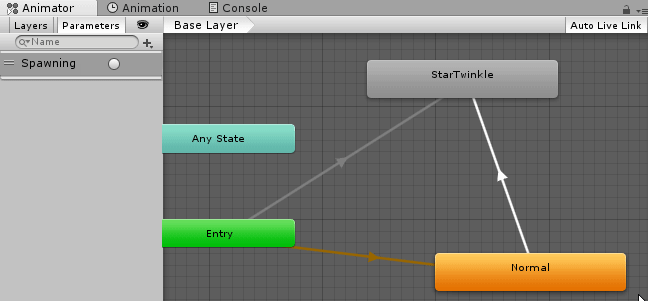 Animator
Animation
Console
Layers
Parameters
Base Layer
Auto Live Link
Name
Spawning
StarTwinkle
Any State
Entry
Normal